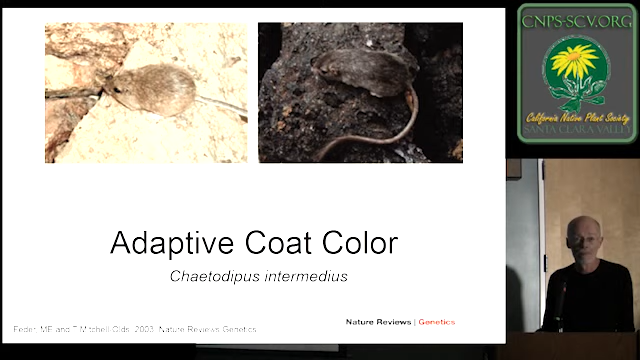 CNPS-SCV.ORG
California Native Plant Society
SANTA CLARA VALLEY
Adaptive Coat Color
Chaetodipus intermedius
Nature Reviews | Genetics
Feder, ME and T Mitchell-Olds. 2003. Nature Reviews Genetics